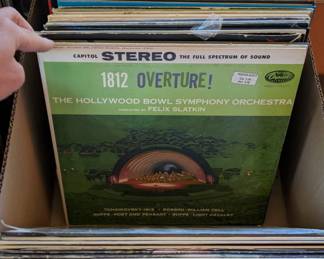 CAPITOL STEREO THE FULL SPECTRUM OF SOUND
1812 OVERTURE!
THE HOLLYWOOD BOWL SYMPHONY ORCHESTRA
CONDUCTED BY FELIX SLATKIN
TCHAIKOVSKY·1812 · ROSSINI·WILLIAM TELL
SUPPE·POET AND PEASANT · SUPPE·LIGHT CAVALRY